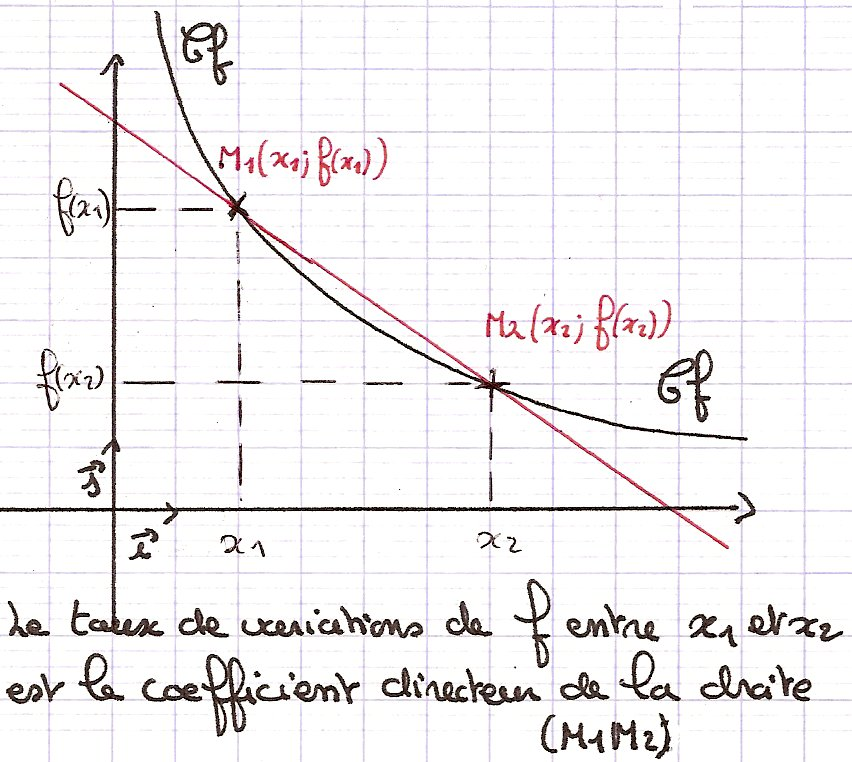 𝒞f
M1(x1; f(x1))
f(x1)
M2(x2; f(x2))
f(x2)
𝒞f
j
i
x1
x2
Le taux de variations de f entre x1 et x2
est le coefficient directeur de la droite
(M1M2)